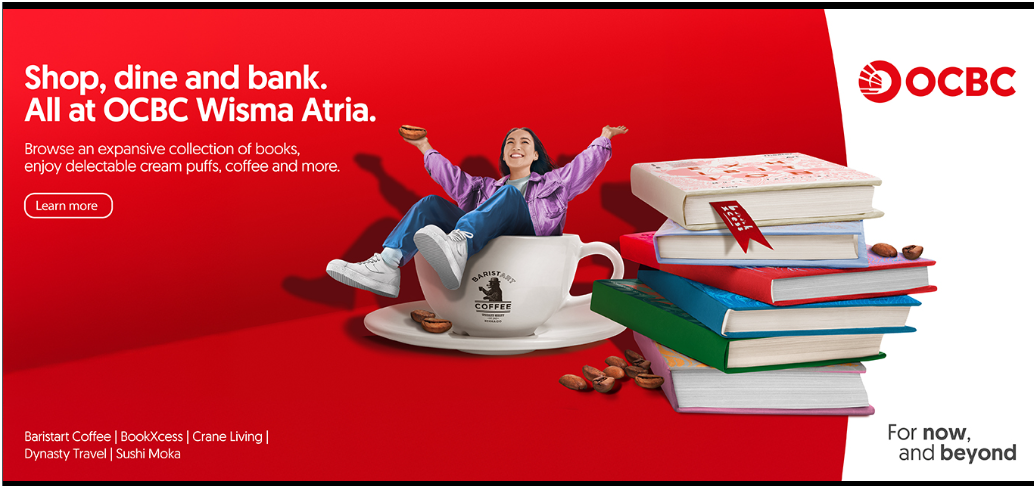 Shop, dine and bank.
All at OCBC Wisma Atria.
Browse an expansive collection of books,
enjoy delectable cream puffs, coffee and more.
Learn more
OCBC
BARISTART
COFFEE
Baristart Coffee | BookXcess | Crane Living |
Dynasty Travel | Sushi Moka
For now,
and beyond